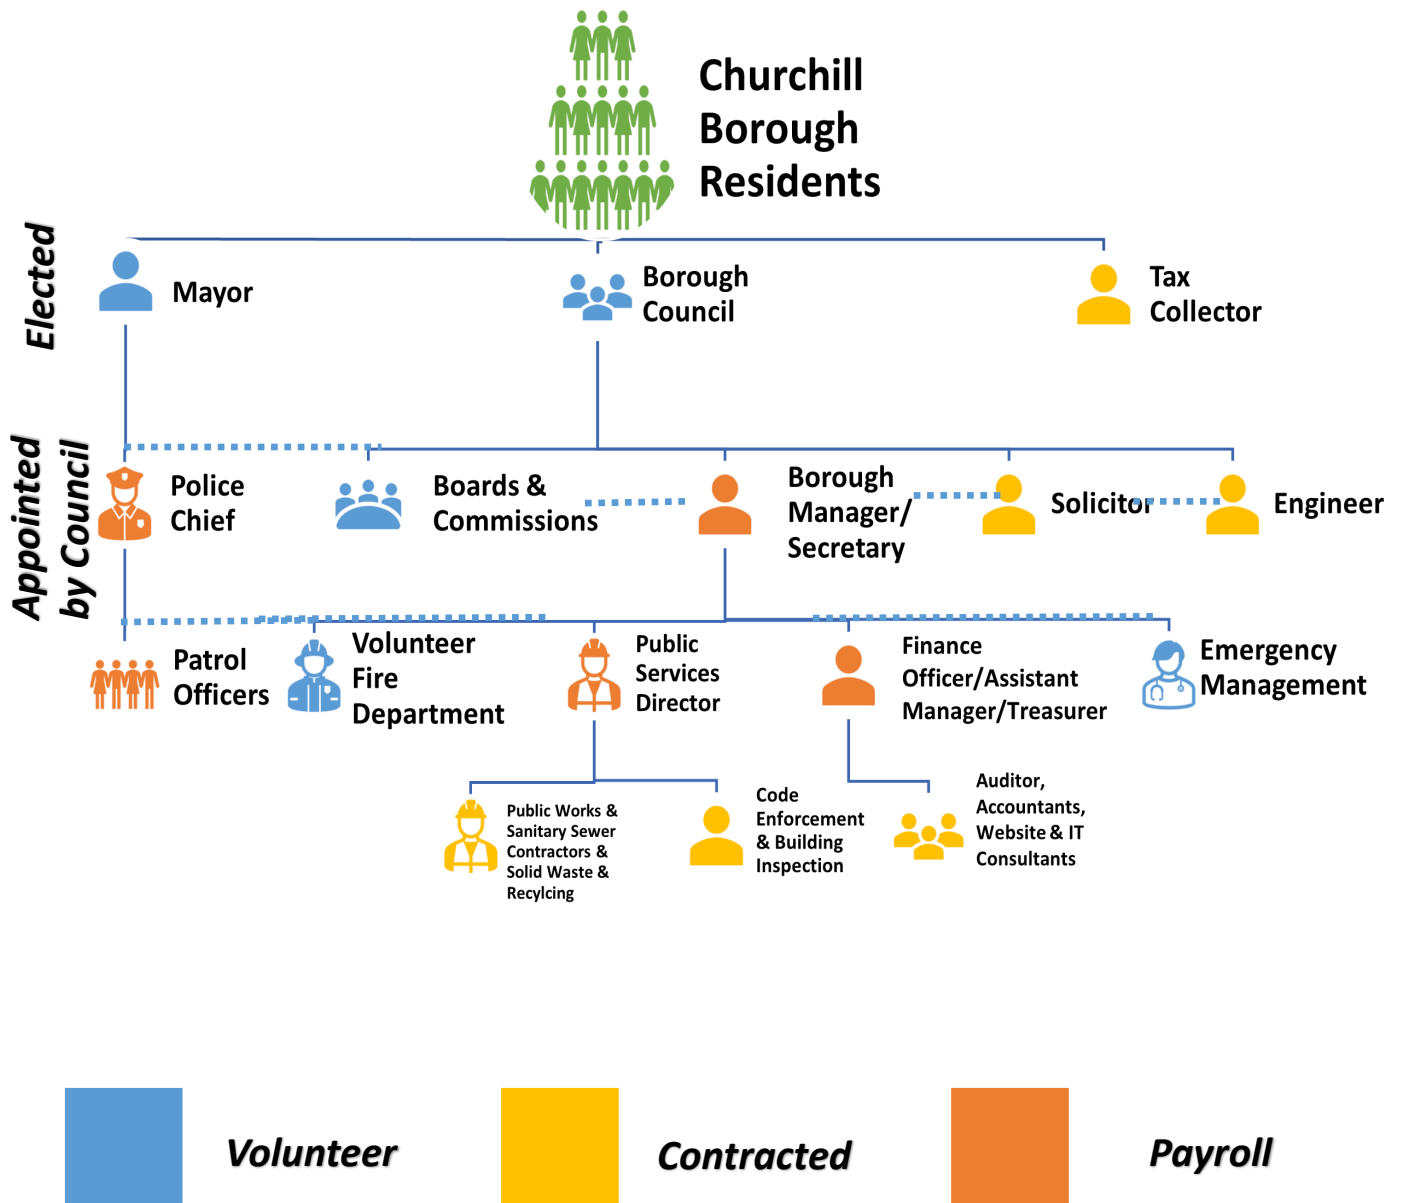 Churchill
Borough
Residents
Elected
Mayor
Borough
Council
Tax
Collector
Appointed
by Council
Police
Chief
Boards &
Commissions
Borough
Manager/
Secretary
Solicitor
Engineer
Patrol
Officers
Volunteer
Fire
Department
Public
Services
Director
Finance
Officer/Assistant
Manager/Treasurer
Emergency
Management
Public Works &
Sanitary Sewer
Contractors &
Solid Waste &
Recylcing
Code
Enforcement
& Building
Inspection
Auditor,
Accountants,
Website & IT
Consultants
Volunteer
Contracted
Payroll